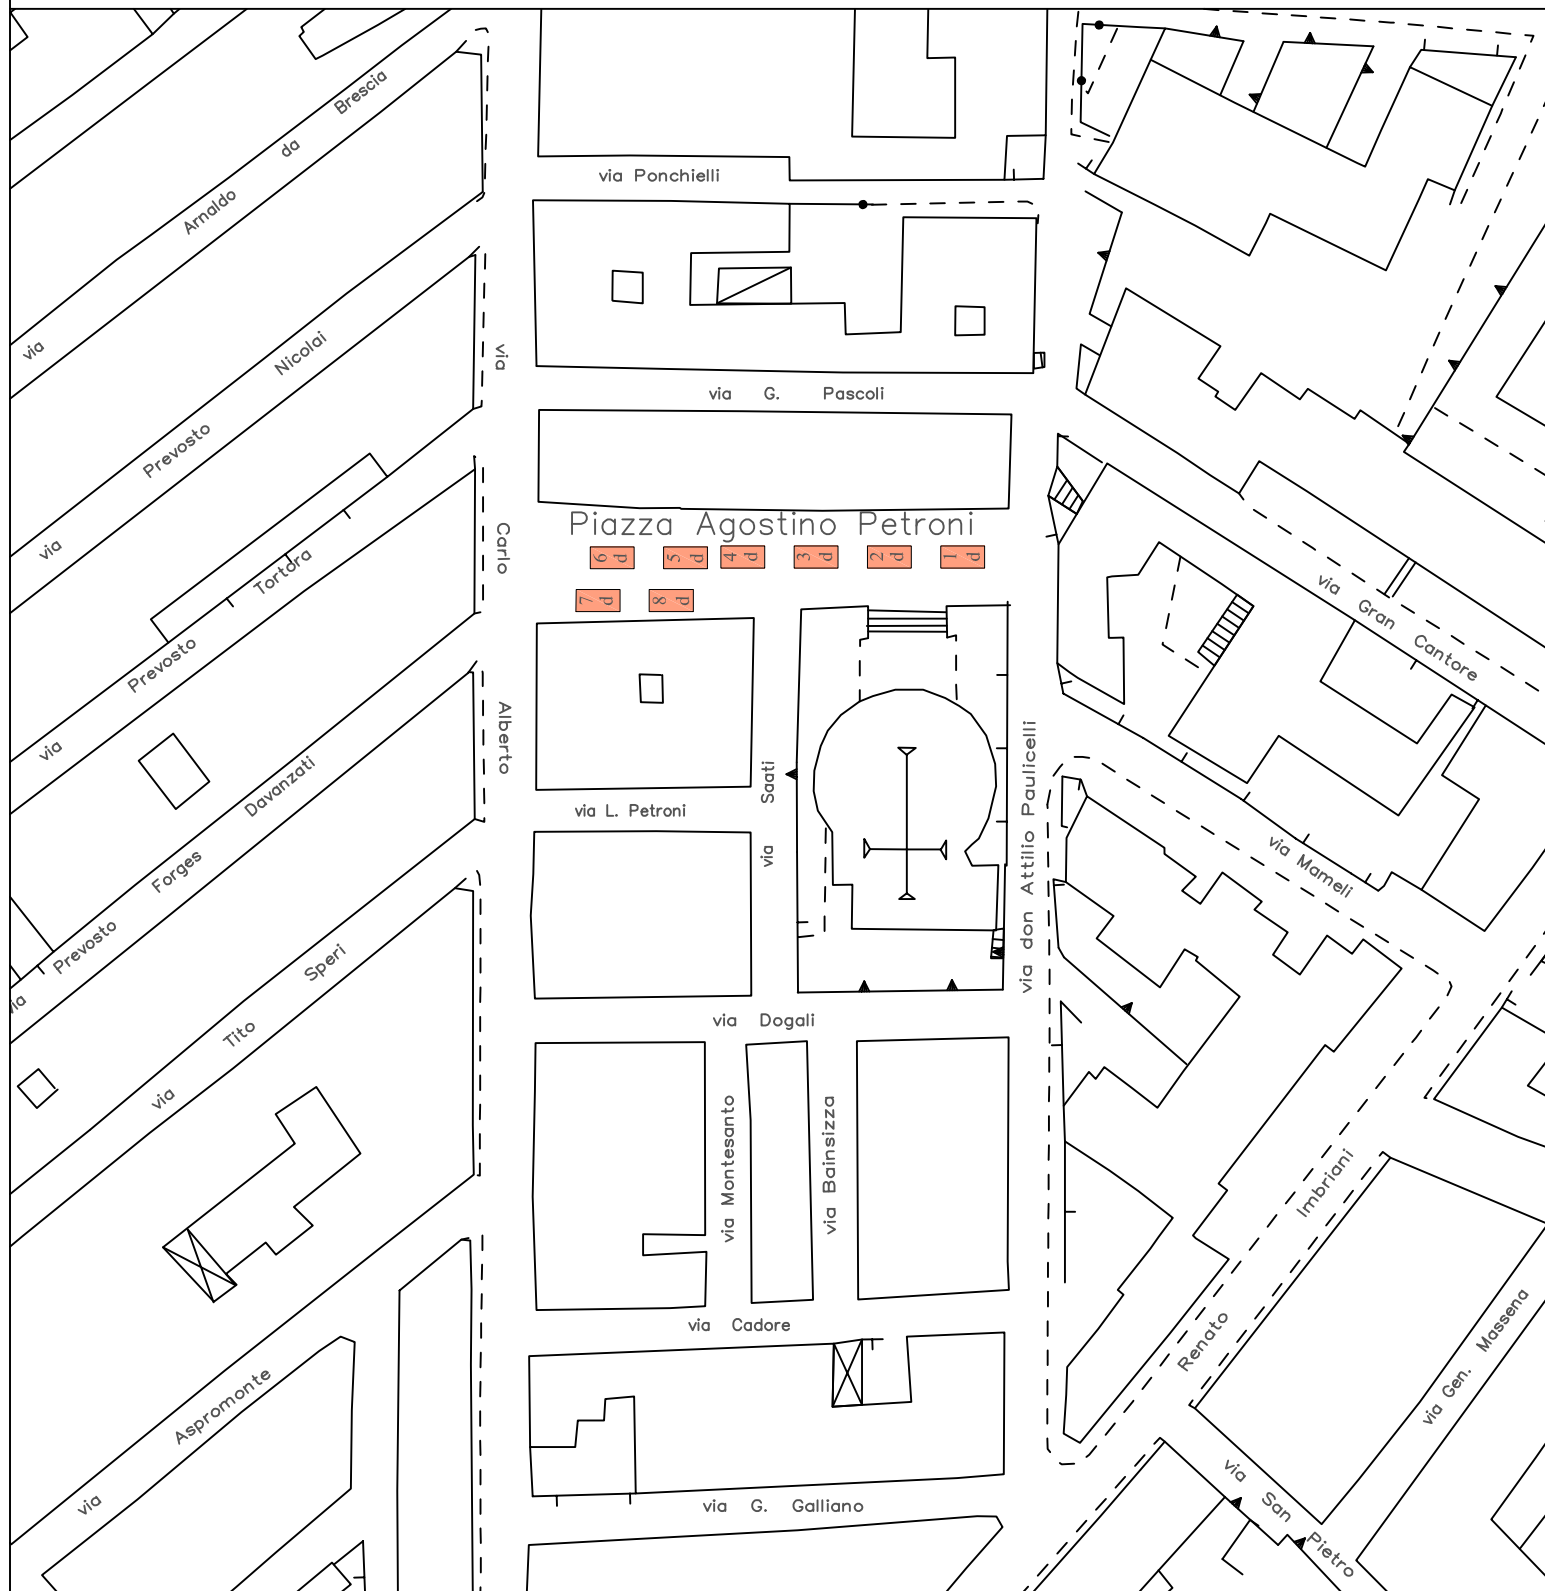 via Arnaldo da Brescia
via Ponchielli
via Prevosto Nicolai
via G. Pascoli
Piazza Agostino Petroni
6 d
5 d
4 d
3 d
2 d
1 d
7 d
8 d
via Prevosto Tortora
via Carlo Alberto
via Gran Cantore
via L. Petroni
via Saati
via don Attilio Paulicelli
via Mameli
via Prevosto Forges Davanzati
via Tito Speri
via Dogali
via Montesanto
via Bainsizza
via Renato Imbriani
via Cadore
via Gen. Massena
via Aspromonte
via G. Galliano
via San Pietro